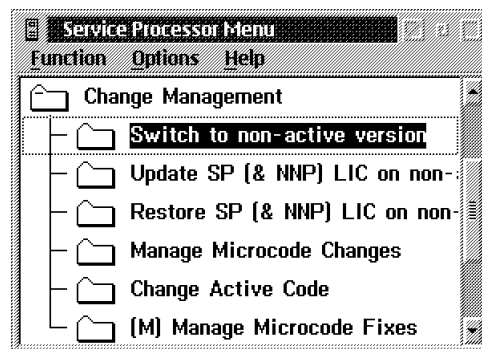 Service Processor Menu
Function Options Help
Change Management
Switch to non-active version
Update SP (& NNP) LIC on non-
Restore SP (& NNP) LIC on non-
Manage Microcode Changes
Change Active Code
(M) Manage Microcode Fixes